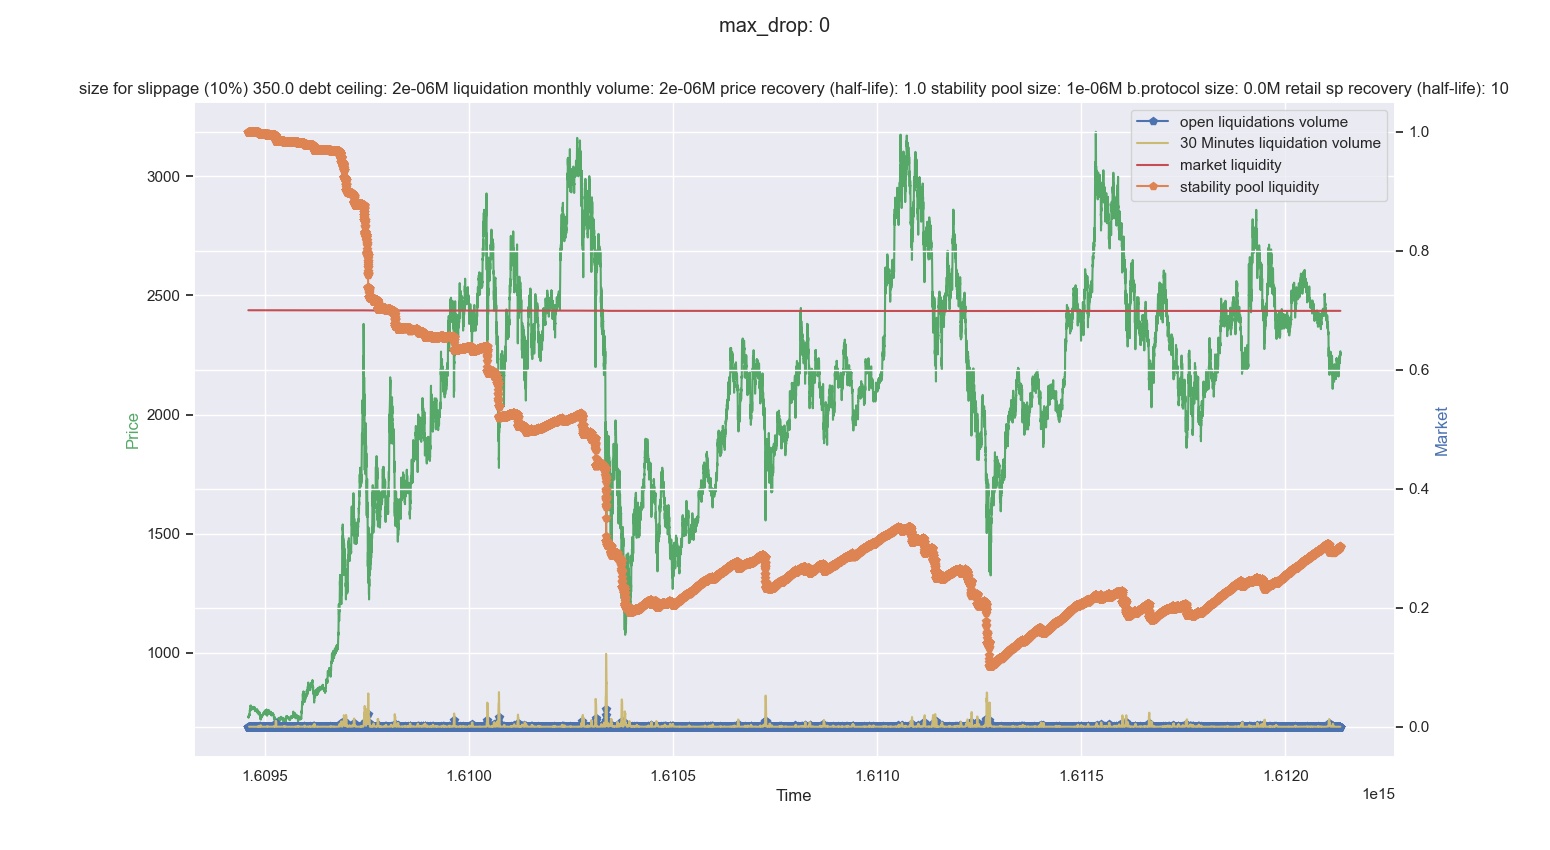 max_drop: 0
size for slippage (10%) 350.0 debt ceiling: 2e-06M liquidation monthly volume: 2e-06M price recovery (half-life): 1.0 stability pool size: 1e-06M b.protocol size: 0.0M retail sp recovery (half-life): 10
open liquidations volume
30 Minutes liquidation volume
market liquidity
stability pool liquidity
3000
2500
2000
1500
1000
Price
1.0
0.8
0.6
0.4
0.2
0.0
Market
1.6095 1.6100 1.6105 1.6110 1.6115 1.6120
Time
1e15